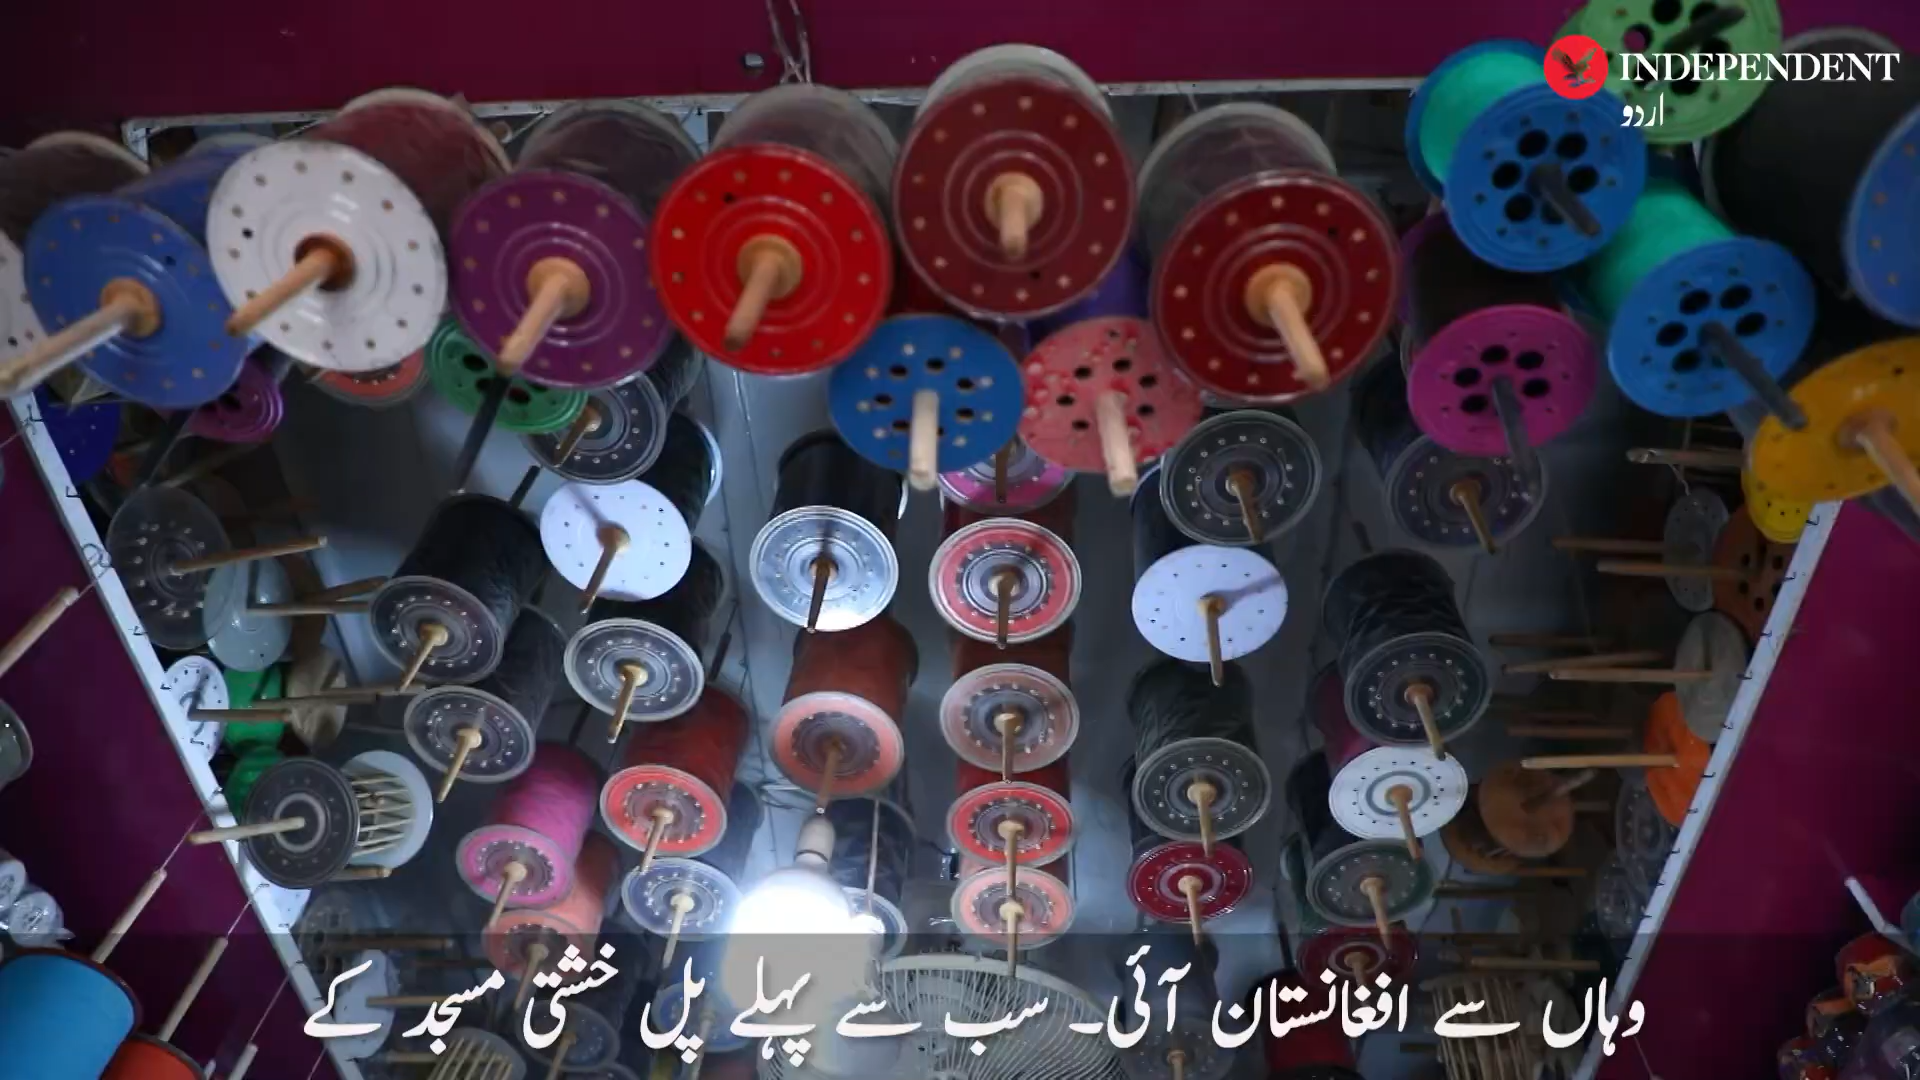 INDEPENDENT
اردو
وہاں سے افغانستان آئی۔ سب سے پہلے پل خشتی مسجد کے